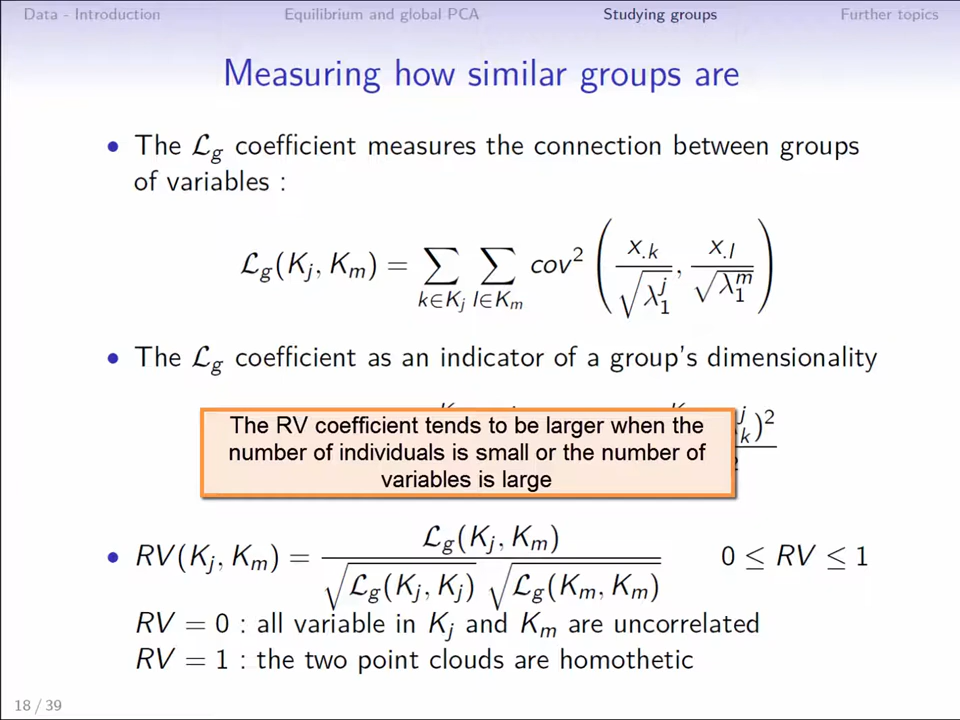 Data - Introduction Equilibrium and global PCA Studying groups Further topics
Measuring how similar groups are
• The ℒg coefficient measures the connection between groups
of variables :
ℒg(Kj, Km) = ∑k∈Kj ∑l∈Km cov² ( x.k / √λ₁ʲ , x.l / √λ₁ᵐ )
• The ℒg coefficient as an indicator of a group's dimensionality
The RV coefficient tends to be larger when the
number of individuals is small or the number of
variables is large
• RV(Kj, Km) = ℒg(Kj, Km) / √ℒg(Kj, Kj) √ℒg(Km, Km) 0 ≤ RV ≤ 1
RV = 0 : all variable in Kj and Km are uncorrelated
RV = 1 : the two point clouds are homothetic
18 / 39